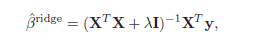 β̂^ridge = (X^T X + λI)^−1 X^T y,